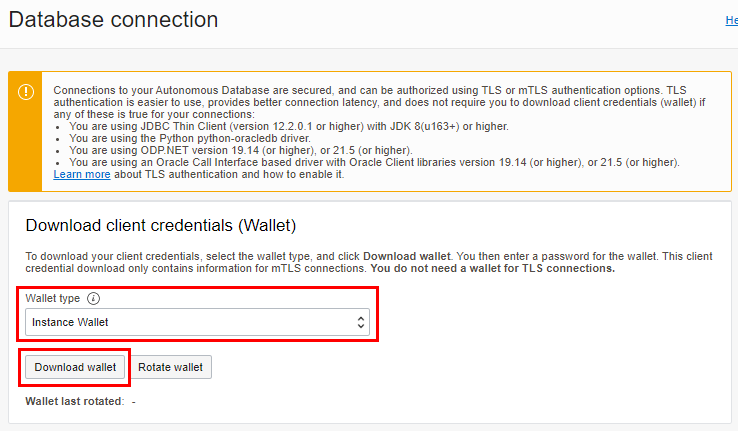 Database connection
He
Connections to your Autonomous Database are secured, and can be authorized using TLS or mTLS authentication options. TLS
authentication is easier to use, provides better connection latency, and does not require you to download client credentials (wallet) if
any of these is true for your connections:
• You are using JDBC Thin Client (version 12.2.0.1 or higher) with JDK 8(u163+) or higher.
• You are using the Python python-oracledb driver.
• You are using ODP.NET version 19.14 (or higher), or 21.5 (or higher).
• You are using an Oracle Call Interface based driver with Oracle Client libraries version 19.14 (or higher), or 21.5 (or higher).
Learn more about TLS authentication and how to enable it.
Download client credentials (Wallet)
To download your client credentials, select the wallet type, and click Download wallet. You then enter a password for the wallet. This client
credential download only contains information for mTLS connections. You do not need a wallet for TLS connections.
Wallet type
Instance Wallet
Download wallet Rotate wallet
Wallet last rotated: -